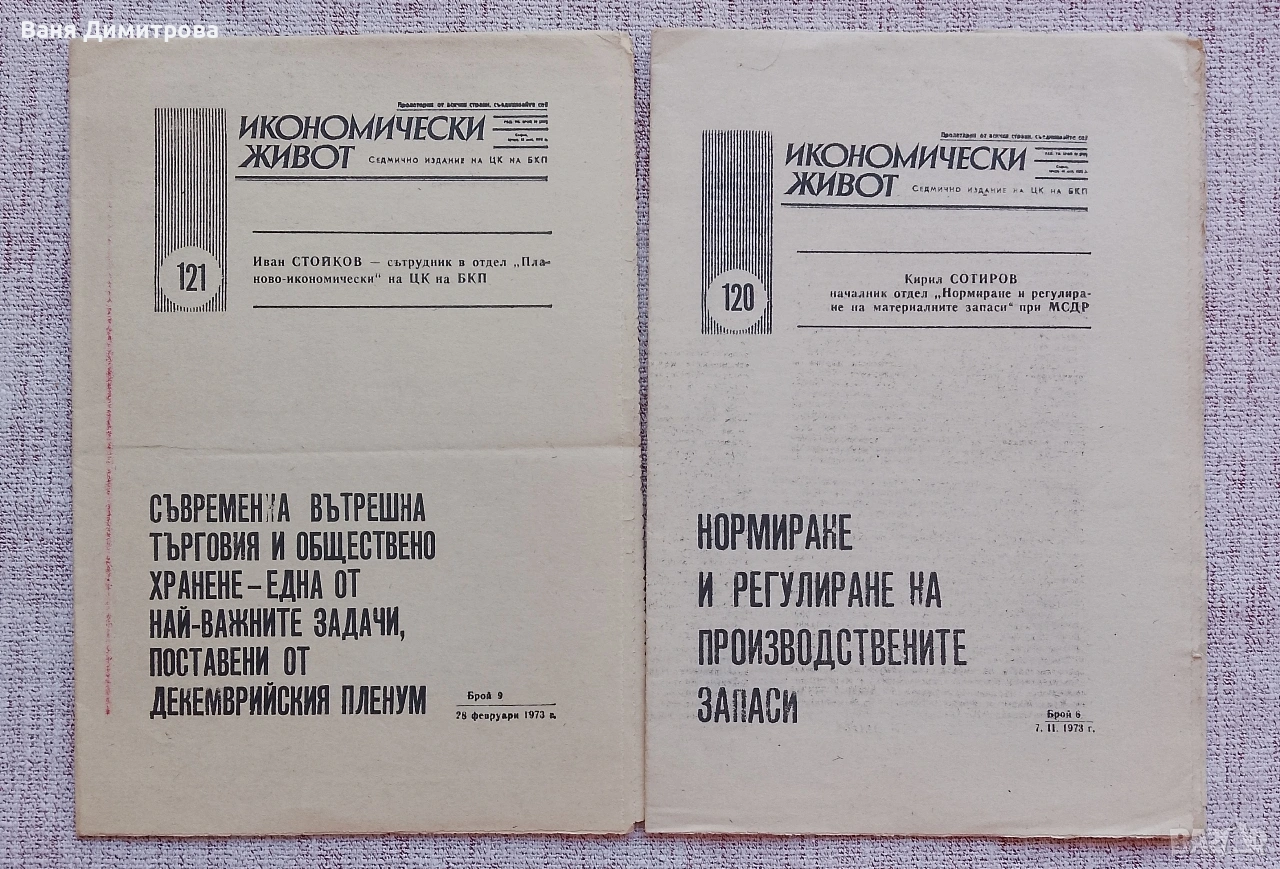 Ваня Димитрова
Пролетарии от всички страни, съединявайте се!
ИКОНОМИЧЕСКИ
ЖИВОТ
СЕДМИЧНО ИЗДАНИЕ НА ЦК НА БКП
121
Иван СТОЙКОВ — сътрудник в отдел „Пла-
ново-икономически“ на ЦК на БКП
СЪВРЕМЕННА ВЪТРЕШНА
ТЪРГОВИЯ И ОБЩЕСТВЕНО
ХРАНЕНЕ – ЕДНА ОТ
НАЙ-ВАЖНИТЕ ЗАДАЧИ,
ПОСТАВЕНИ ОТ
ДЕКЕМВРИЙСКИЯ ПЛЕНУМ
Брой 9
28 февруари 1973 г.
Пролетарии от всички страни, съединявайте се!
ИКОНОМИЧЕСКИ
ЖИВОТ
СЕДМИЧНО ИЗДАНИЕ НА ЦК НА БКП
120
Кирил СОТИРОВ
началник отдел „Нормиране и регулира-
не на материалните запаси“ при МСДР
НОРМИРАНЕ
И РЕГУЛИРАНЕ НА
ПРОИЗВОДСТВЕНИТЕ
ЗАПАСИ
Брой 6
7. II. 1973 г.